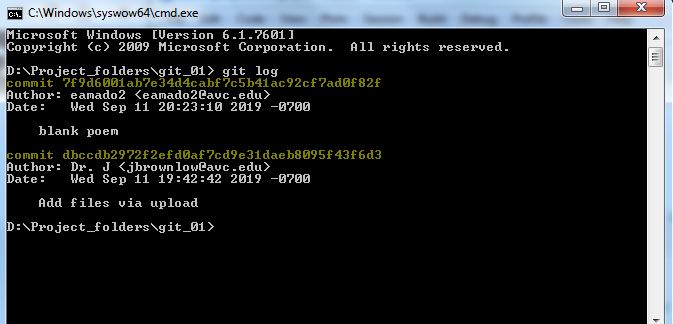 C:\Windows\syswow64\cmd.exe
Microsoft Windows [Version 6.1.7601]
Copyright (c) 2009 Microsoft Corporation.  All rights reserved.
D:\Project_folders\git_01> git log
commit 7f9d6001ab7e34d4cabf7c5b41ac92cf7ad0f82f
Author: eamado2 <eamado2@avc.edu>
Date:   Wed Sep 11 20:23:10 2019 -0700
blank poem
commit dbccdb2972f2efd0af7cd9e31daeb8095f43f6d3
Author: Dr. J <jbrownlow@avc.edu>
Date:   Wed Sep 11 19:42:42 2019 -0700
Add files via upload
D:\Project_folders\git_01>